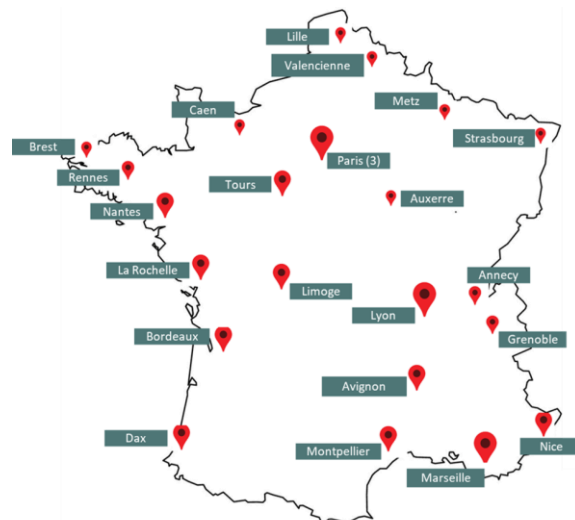 Lille
Valencienne
Caen
Metz
Strasbourg
Brest
Paris (3)
Rennes
Tours
Auxerre
Nantes
La Rochelle
Annecy
Limoge
Lyon
Grenoble
Bordeaux
Avignon
Dax
Montpellier
Nice
Marseille